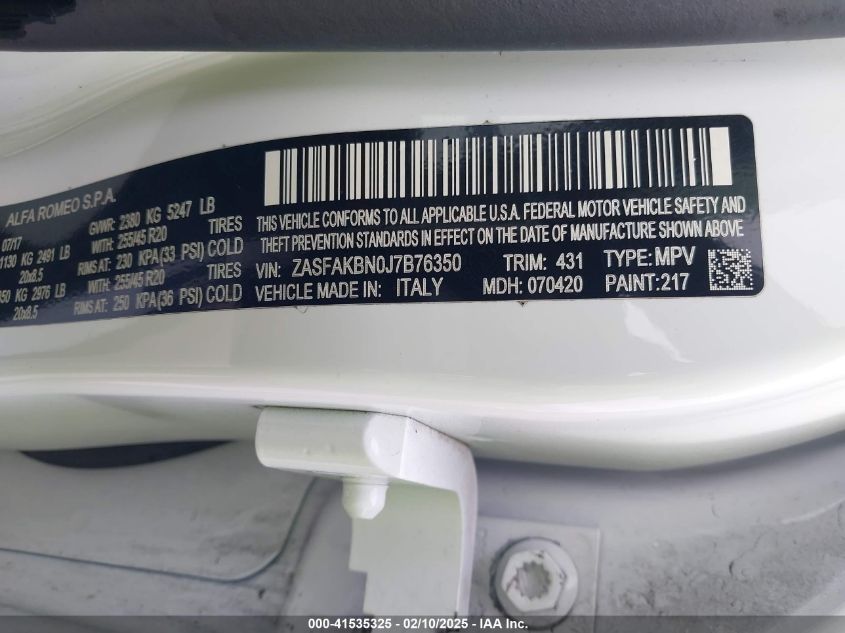 ALFA ROMEO S.P.A.
07/17
GVWR: 2380 KG 5247 LB
1130 KG 2491 LB
WITH: 255/45 R20 TIRES
20x8.5
RIMS AT: 230 KPA(33 PSI) COLD
KG 2976 LB
WITH: 255/45 R20 TIRES
20x8.5
RIMS AT: 250 KPA(36 PSI) COLD
THIS VEHICLE CONFORMS TO ALL APPLICABLE U.S.A. FEDERAL MOTOR VEHICLE SAFETY AND
THEFT PREVENTION STANDARDS IN EFFECT ON THE DATE OF MANUFACTURE SHOWN ABOVE
VIN: ZASFAKBN0J7B76350 TRIM: 431 TYPE: MPV
VEHICLE MADE IN: ITALY MDH: 070420 PAINT:217
10.9
000-41535325 - 02/10/2025 - IAA, Inc.